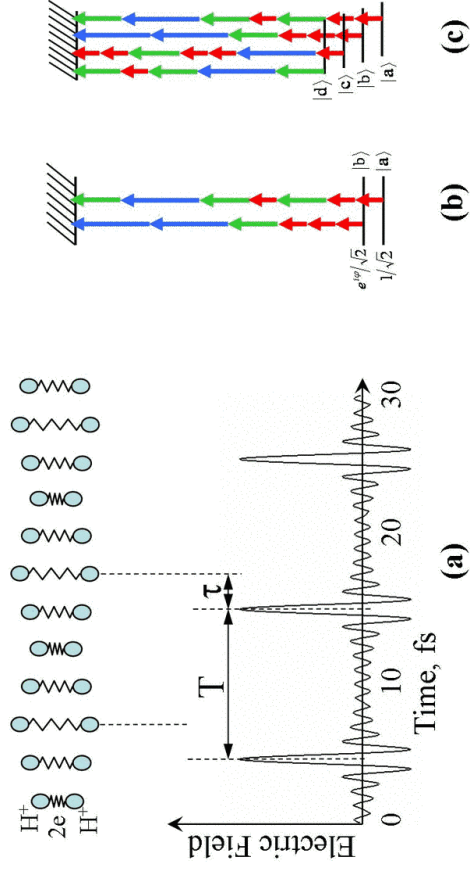 H⁺
2e
H⁺
T
τ
Electric Field
0
10
20
30
Time, fs
(a)
e^{iφ}/√2
1/√2
|b⟩
|a⟩
(b)
|d⟩
|c⟩
|b⟩
|a⟩
(c)